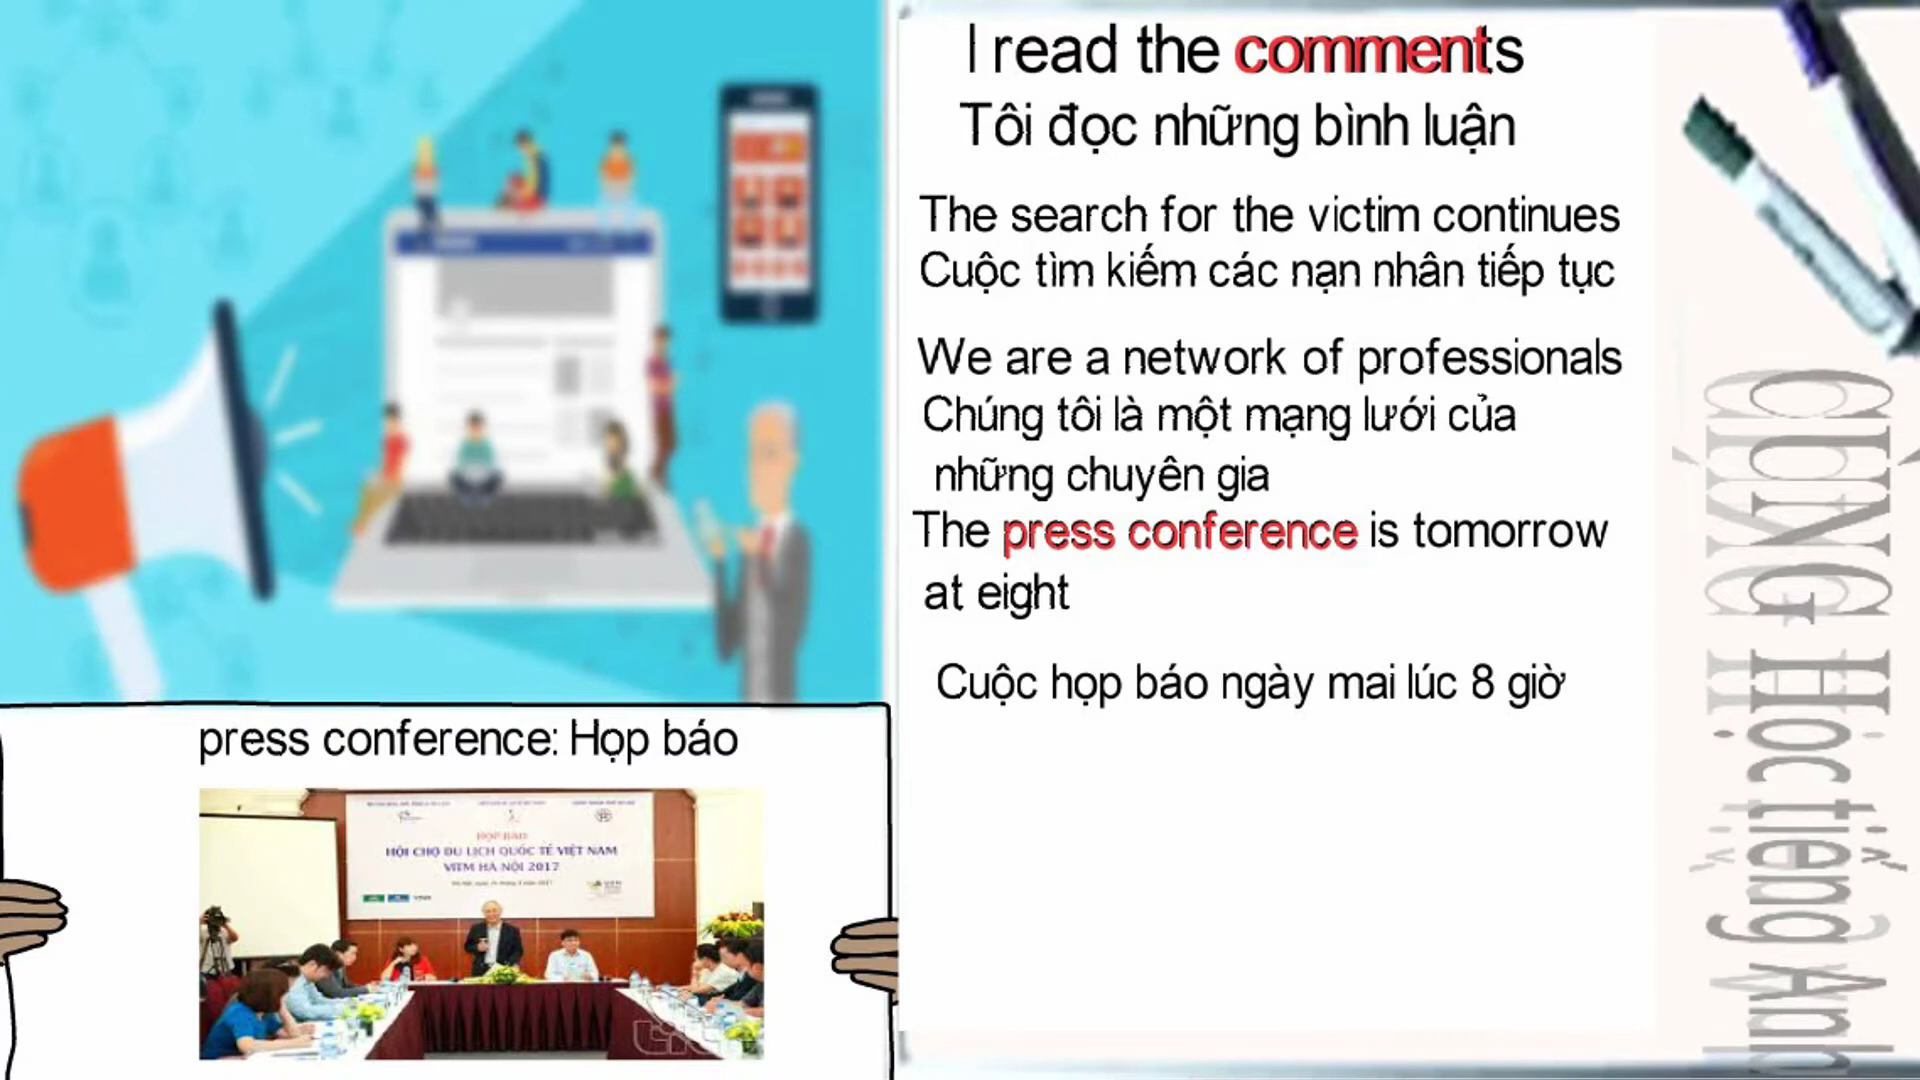 I read the comments
Tôi đọc những bình luận
The search for the victim continues
Cuộc tìm kiếm các nạn nhân tiếp tục
We are a network of professionals
Chúng tôi là một mạng lưới của
những chuyên gia
The press conference is tomorrow
at eight
Cuộc họp báo ngày mai lúc 8 giờ
press conference: Họp báo
HỌP BÁO
HỘI CHỢ DU LỊCH QUỐC TẾ VIỆT NAM
VITM HÀ NỘI 2017
CÙNG Học tiếng Anh